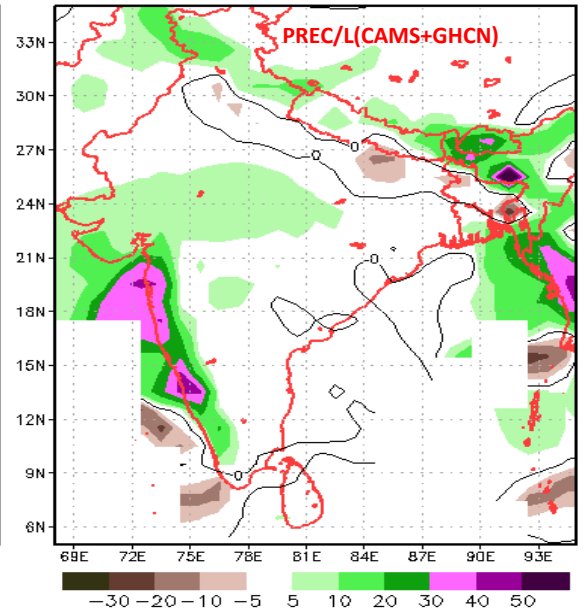 PREC/L(CAMS+GHCN)
33N
30N
27N
24N
21N
18N
15N
12N
9N
6N
0
0
0
0
69E 72E 75E 78E 81E 84E 87E 90E 93E
-30 -20 -10 -5 5 10 20 30 40 50